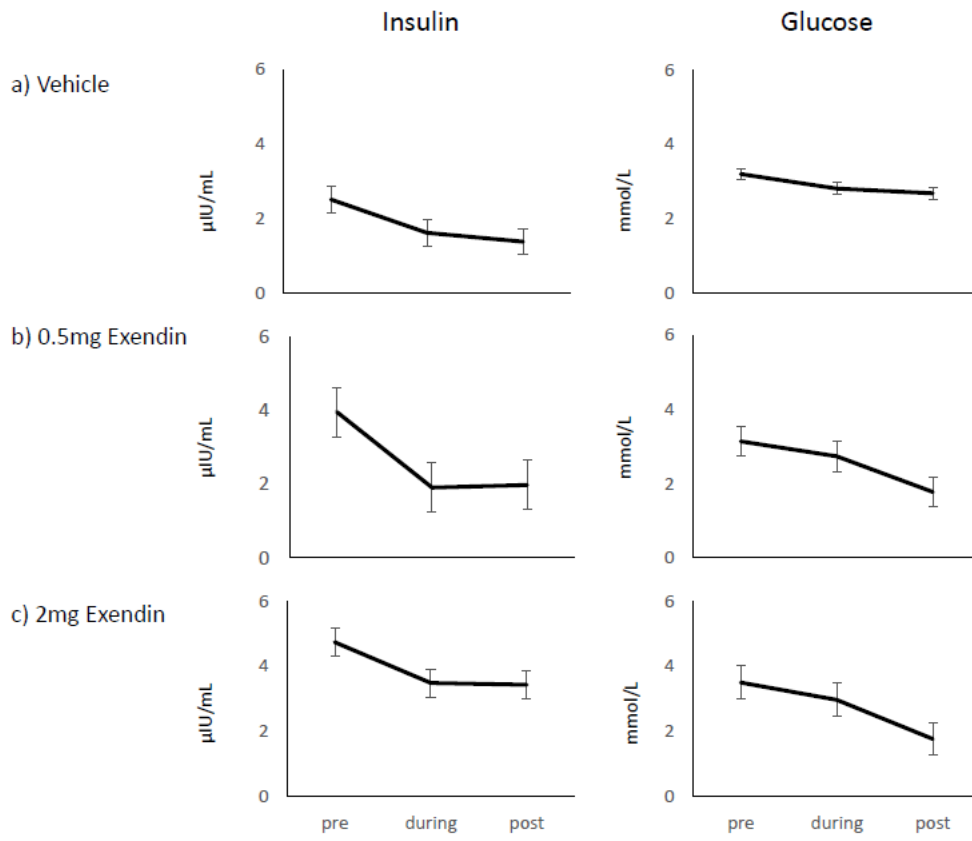 Insulin Glucose
a) Vehicle
6
4
2
0
µIU/mL
6
4
2
0
mmol/L
b) 0.5mg Exendin
6
4
2
0
µIU/mL
6
4
2
0
mmol/L
c) 2mg Exendin
6
4
2
0
µIU/mL
6
4
2
0
mmol/L
pre during post pre during post